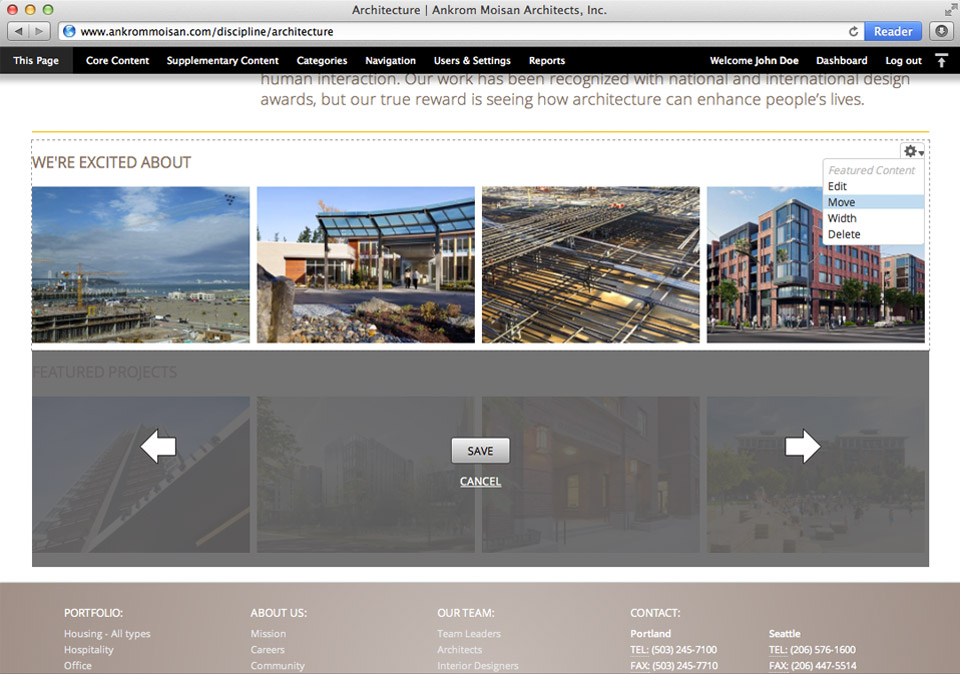 Architecture | Ankrom Moisan Architects, Inc.
www.ankrommoisan.com/discipline/architecture
Reader
This Page Core Content Supplementary Content Categories Navigation Users & Settings Reports Welcome John Doe Dashboard Log out
human interaction. Our work has been recognized with national and international design
awards, but our true reward is seeing how architecture can enhance people's lives.
WE'RE EXCITED ABOUT
Featured Content
Edit
Move
Width
Delete
FEATURED PROJECTS
SAVE
CANCEL
PORTFOLIO: ABOUT US: OUR TEAM: CONTACT:
Housing - All types Mission Team Leaders Portland Seattle
Hospitality Careers Architects TEL: (503) 245-7100 TEL: (206) 576-1600
Office Community Interior Designers FAX: (503) 245-7710 FAX: (206) 447-5514